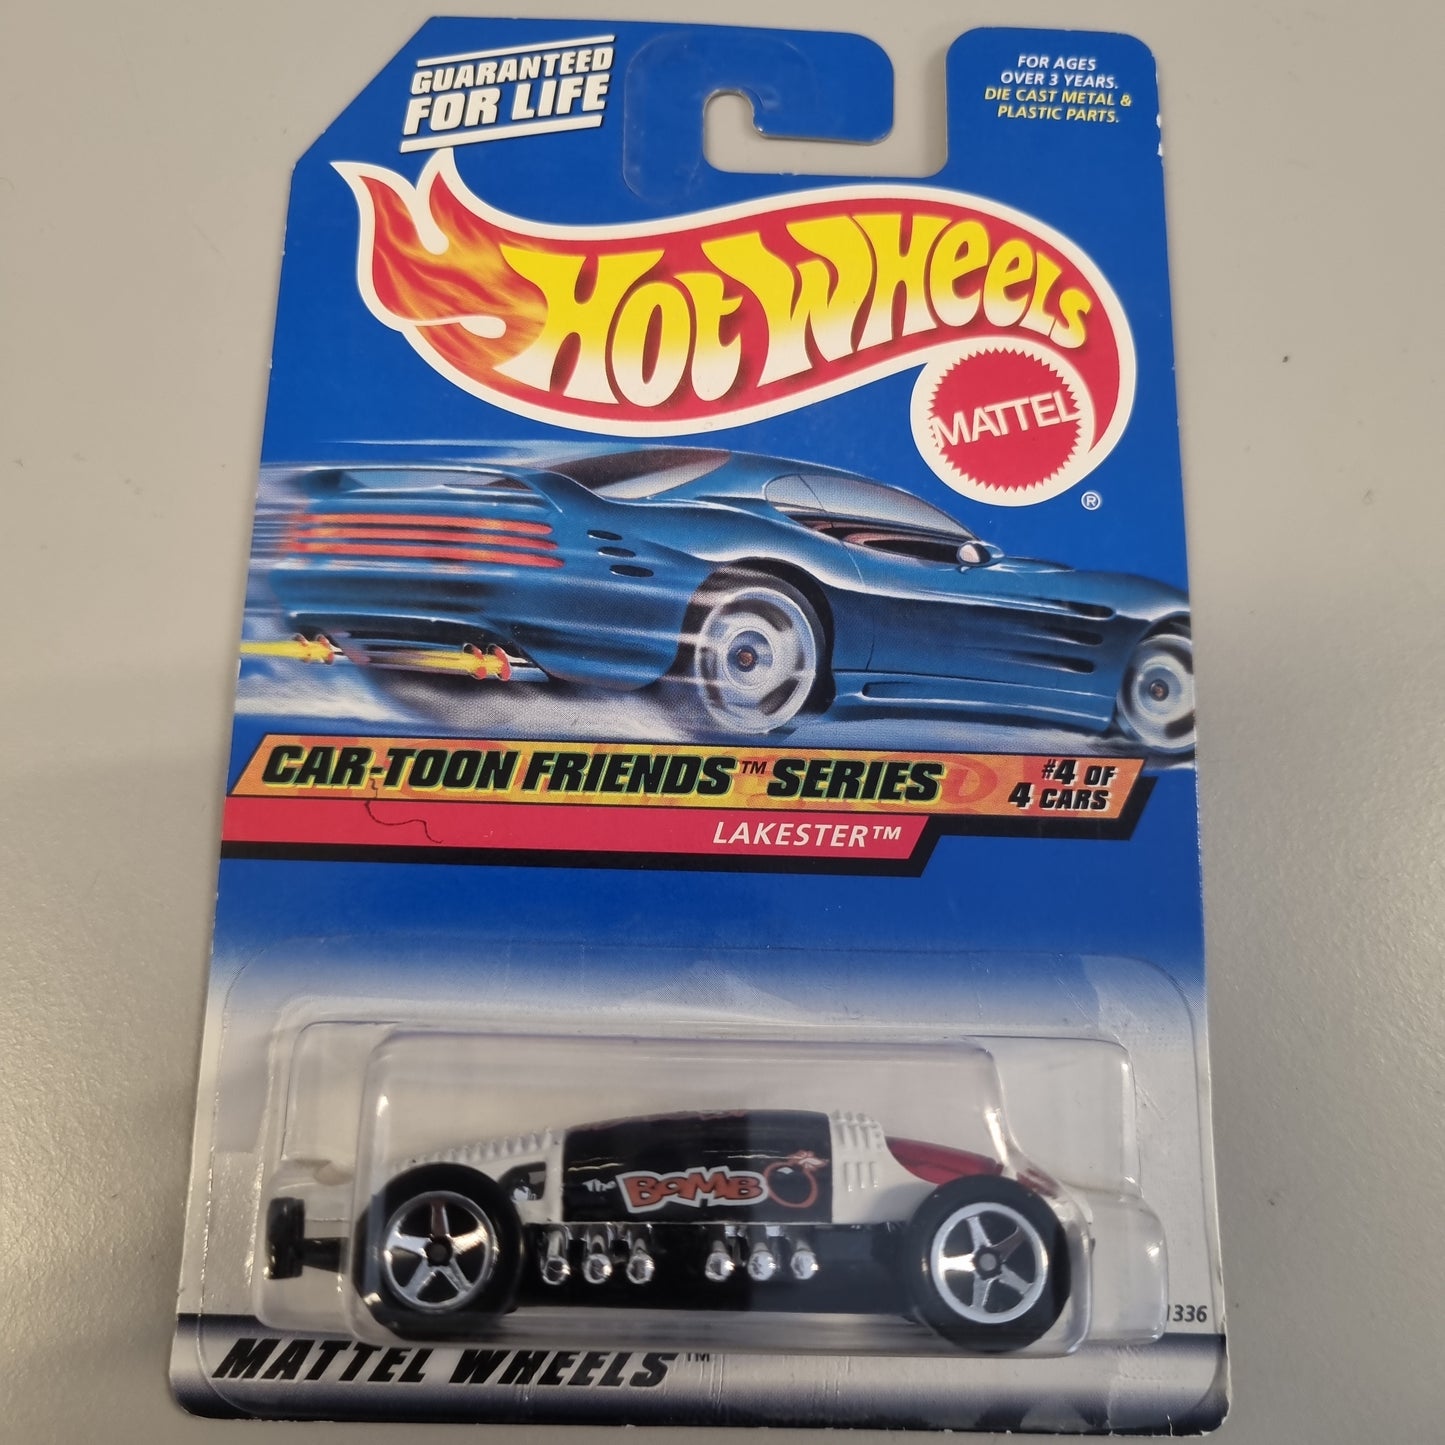 GUARANTEED
FOR LIFE
FOR AGES
OVER 3 YEARS.
DIE CAST METAL &
PLASTIC PARTS.
HOT WHEELS
MATTEL
®
CAR-TOON FRIENDS™ SERIES
#4 OF
4 CARS
LAKESTER™
The BOMB
1336
MATTEL WHEELS™